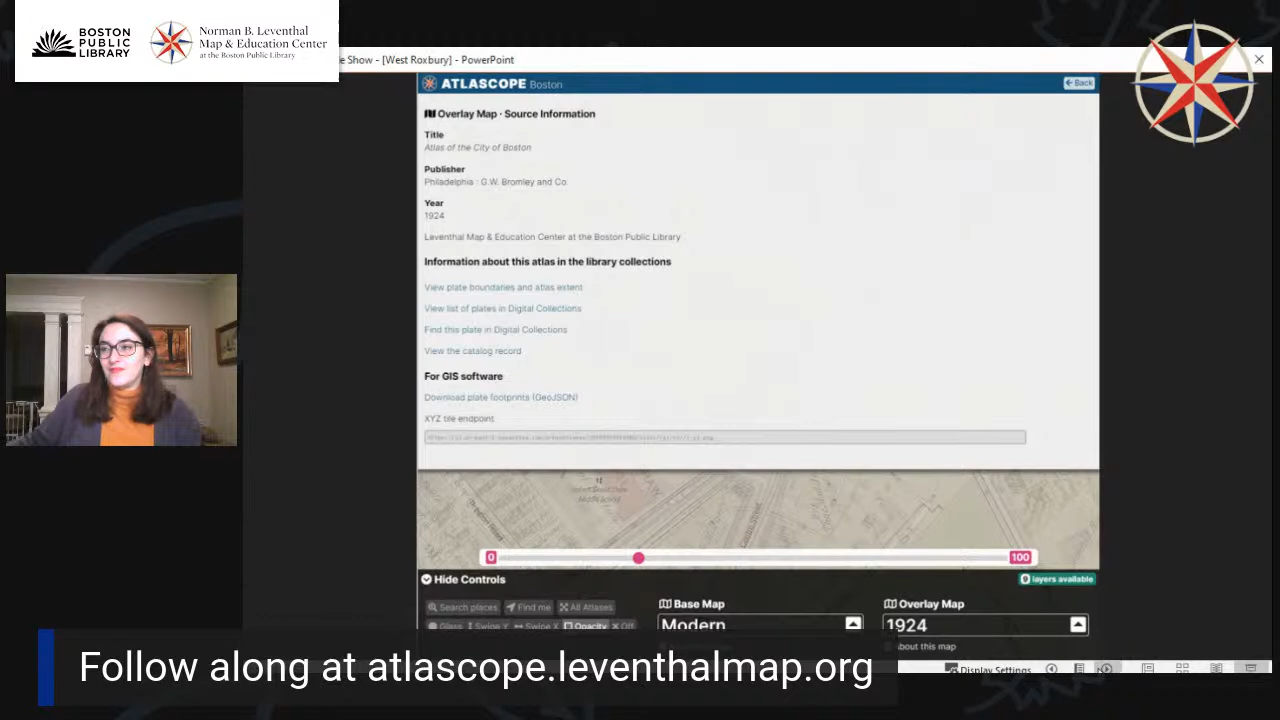 BOSTON
PUBLIC
LIBRARY
Norman B. Leventhal
Map & Education Center
at the Boston Public Library
e Show - [West Roxbury] - PowerPoint
ATLASCOPE Boston
Back
Overlay Map · Source Information
Title
Atlas of the City of Boston
Publisher
Philadelphia : G.W. Bromley and Co.
Year
1924
Leventhal Map & Education Center at the Boston Public Library
Information about this atlas in the library collections
View plate boundaries and atlas extent
View list of plates in Digital Collections
Find this plate in Digital Collections
View the catalog record
For GIS software
Download plate footprints (GeoJSON)
XYZ tile endpoint
0
100
Hide Controls
9 layers available
Search places
Find me
All Atlases
Base Map
Overlay Map
Glass
Swipe Y
Swipe X
Opacity
Off
Modern
1924
About this map
Follow along at atlascope.leventhalmap.org
Display Settings